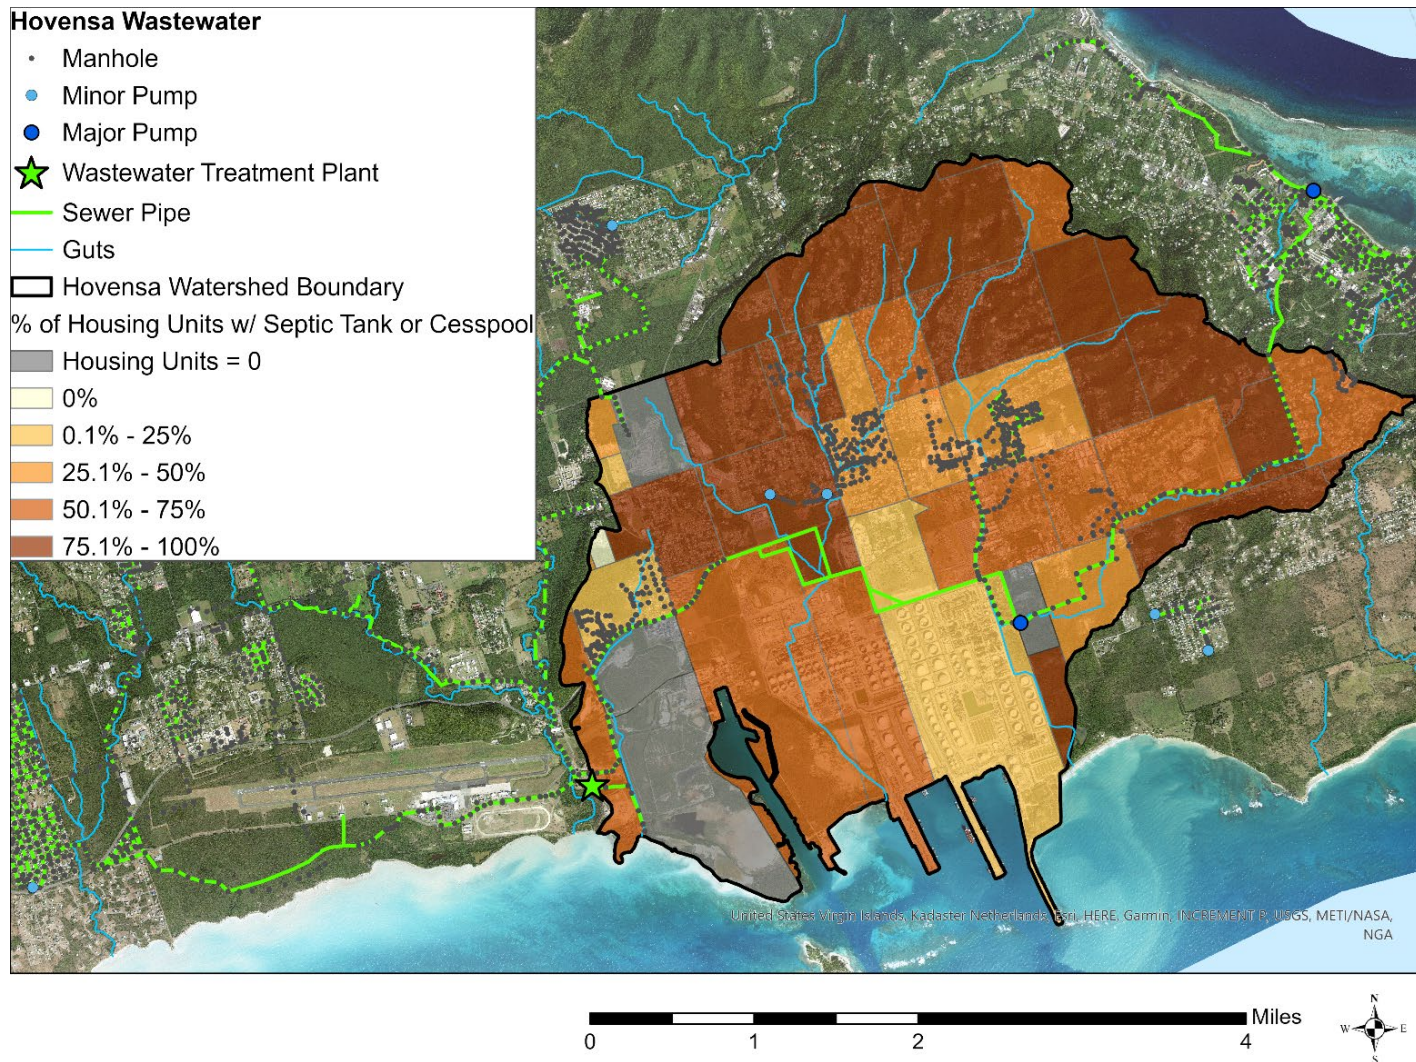 Hovensa Wastewater
Manhole
Minor Pump
Major Pump
Wastewater Treatment Plant
Sewer Pipe
Guts
Hovensa Watershed Boundary
% of Housing Units w/ Septic Tank or Cesspool
Housing Units = 0
0%
0.1% - 25%
25.1% - 50%
50.1% - 75%
75.1% - 100%
United States Virgin Islands, Kadaster Netherlands, Esri, HERE, Garmin, INCREMENT P, USGS, METI/NASA,
NGA
Miles
0 1 2 4
N
W E
S